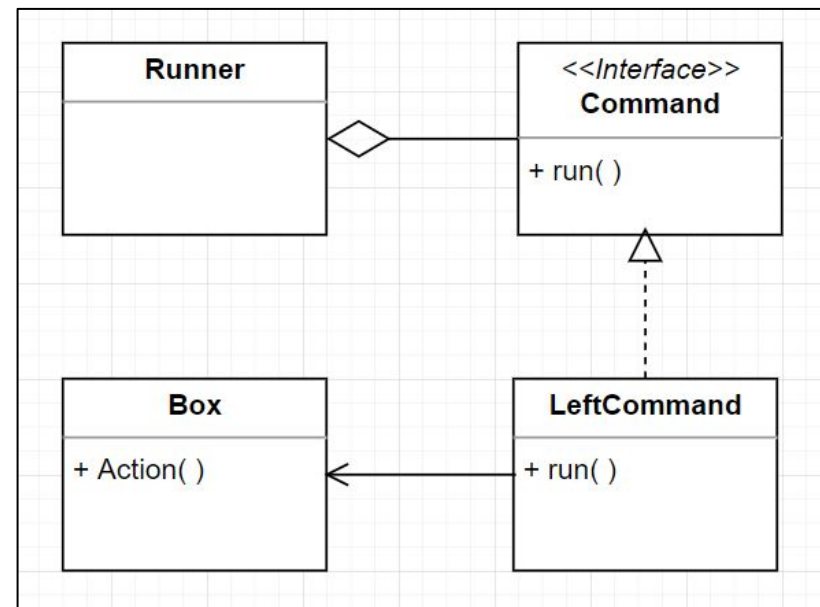 Runner
<<Interface>>
Command
+ run( )
Box
+ Action( )
LeftCommand
+ run( )